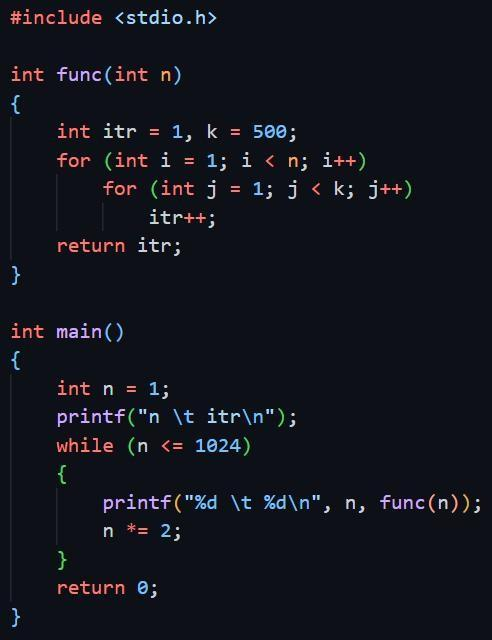 #include <stdio.h>

int func(int n)
{
    int itr = 1, k = 500;
    for (int i = 1; i < n; i++)
        for (int j = 1; j < k; j++)
            itr++;
    return itr;
}

int main()
{
    int n = 1;
    printf("n \t itr\n");
    while (n <= 1024)
    {
        printf("%d \t %d\n", n, func(n));
        n *= 2;
    }
    return 0;
}